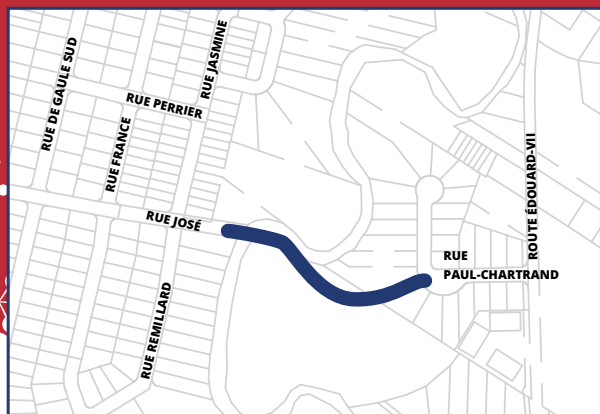 RUE DE GAULE SUD
RUE JASMINE
RUE PERRIER
RUE FRANCE
ROUTE ÉDOUARD-VII
RUE JOSÉ
RUE
PAUL-CHARTRAND
RUE REMILLARD